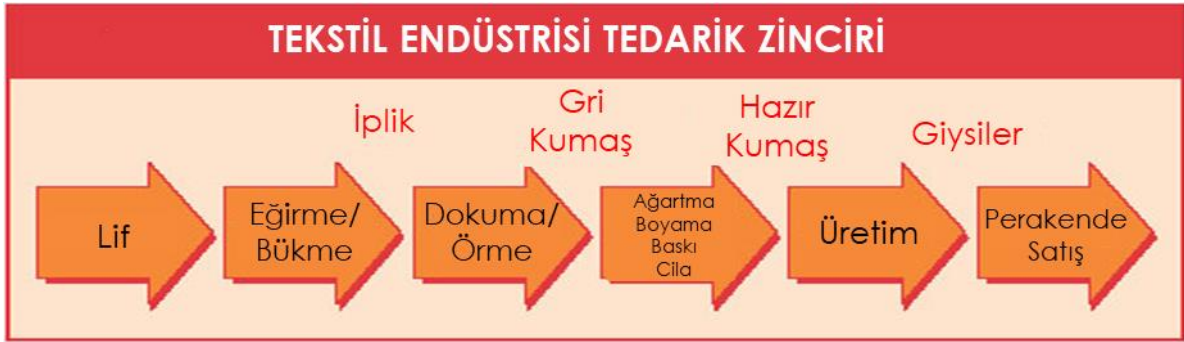 TEKSTİL ENDÜSTRİSİ TEDARİK ZİNCİRİ
İplik
Gri
Kumaş
Hazır
Kumaş
Giysiler
Lif
Eğirme/
Bükme
Dokuma/
Örme
Ağartma
Boyama
Baskı
Cila
Üretim
Perakende
Satış